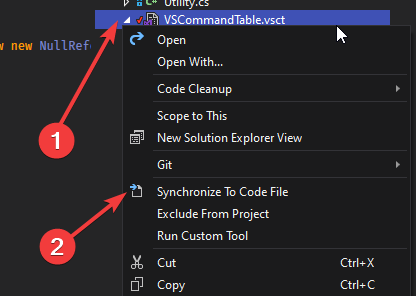 Utility.cs
VSCommandTable.vsct
w new NullRefe
Open
Open With...
Code Cleanup
Scope to This
New Solution Explorer View
Git
Synchronize To Code File
Exclude From Project
Run Custom Tool
Cut Ctrl+X
Copy Ctrl+C
1
2